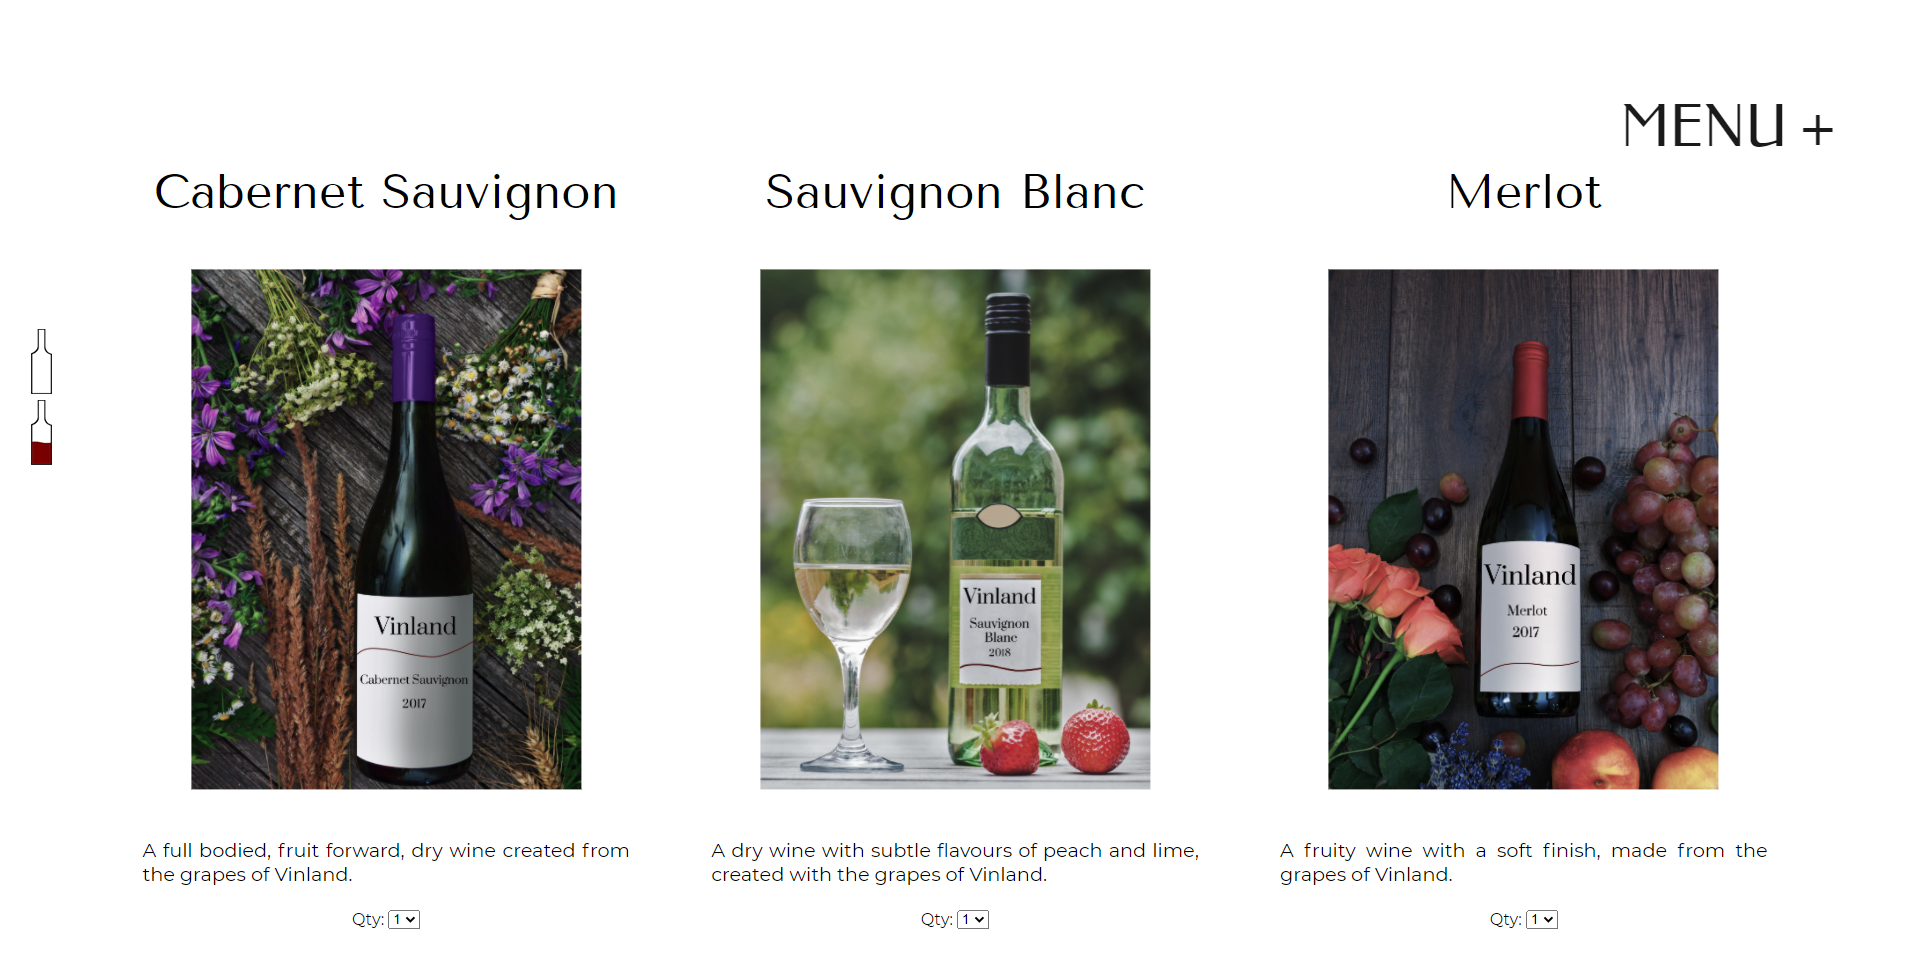 MENU +
Cabernet Sauvignon
Sauvignon Blanc
Merlot
Vinland
Cabernet Sauvignon
2017
Vinland
Sauvignon
Blanc
2018
Vinland
Merlot
2017
A full bodied, fruit forward, dry wine created from
the grapes of Vinland.
Qty: 1
A dry wine with subtle flavours of peach and lime,
created with the grapes of Vinland.
Qty: 1
A fruity wine with a soft finish, made from the
grapes of Vinland.
Qty: 1